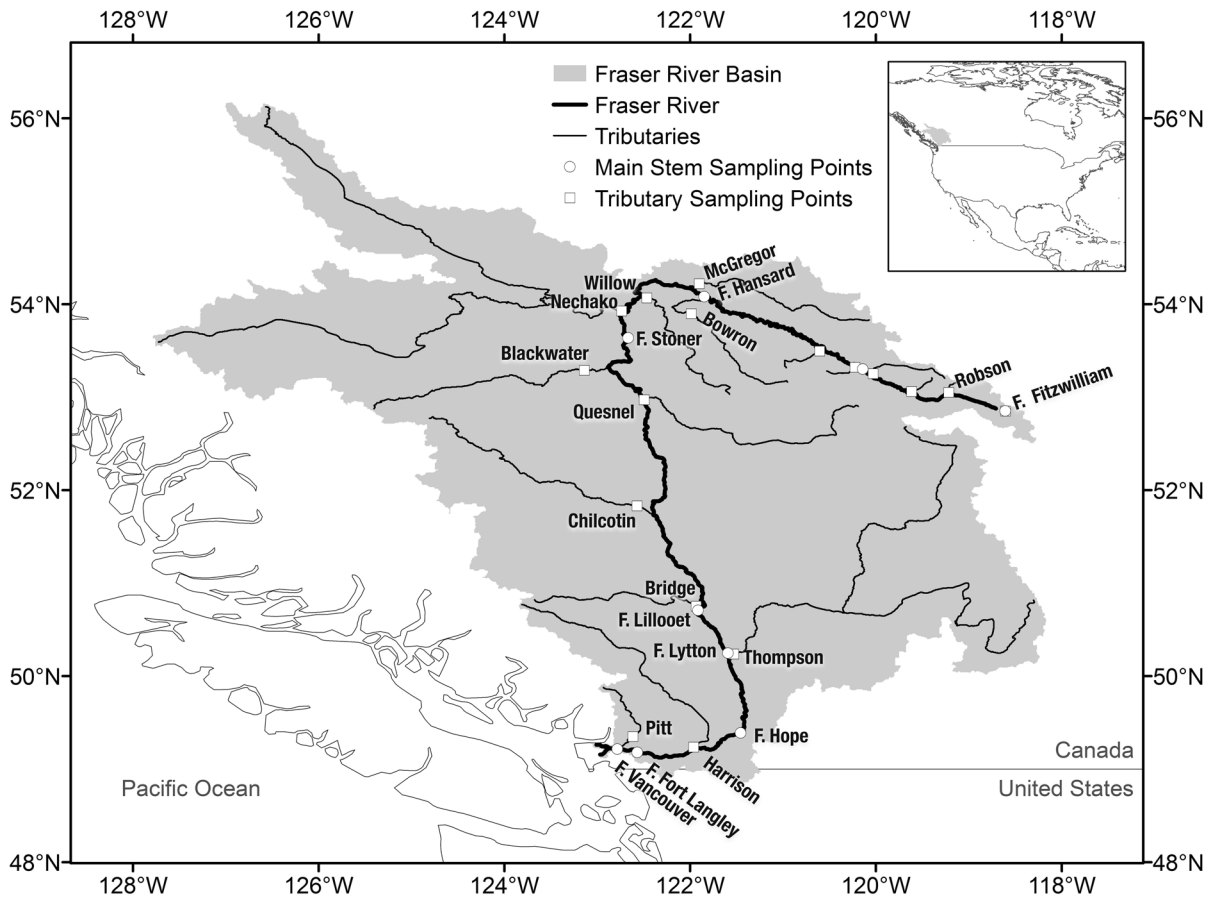 128°W 126°W 124°W 122°W 120°W 118°W
Fraser River Basin
Fraser River
Tributaries
Main Stem Sampling Points
Tributary Sampling Points
56°N 56°N
McGregor
F. Hansard
Willow
Nechako
54°N 54°N
Bowron
F. Stoner
Blackwater
Robson
F. Fitzwilliam
Quesnel
52°N 52°N
Chilcotin
Bridge
F. Lillooet
F. Lytton
Thompson
50°N 50°N
Pitt
F. Hope
Harrison
F. Fort Langley
F. Vancouver
Canada
United States
Pacific Ocean
48°N 48°N
128°W 126°W 124°W 122°W 120°W 118°W